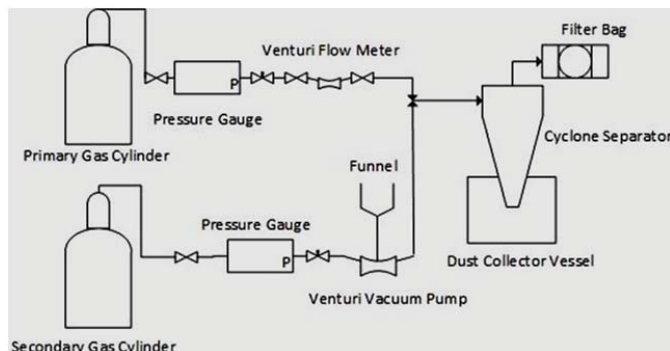 Filter Bag
Venturi Flow Meter
P
Pressure Gauge
Cyclone Separator
Primary Gas Cylinder
Funnel
Pressure Gauge
P
Dust Collector Vessel
Venturi Vacuum Pump
Secondary Gas Cylinder